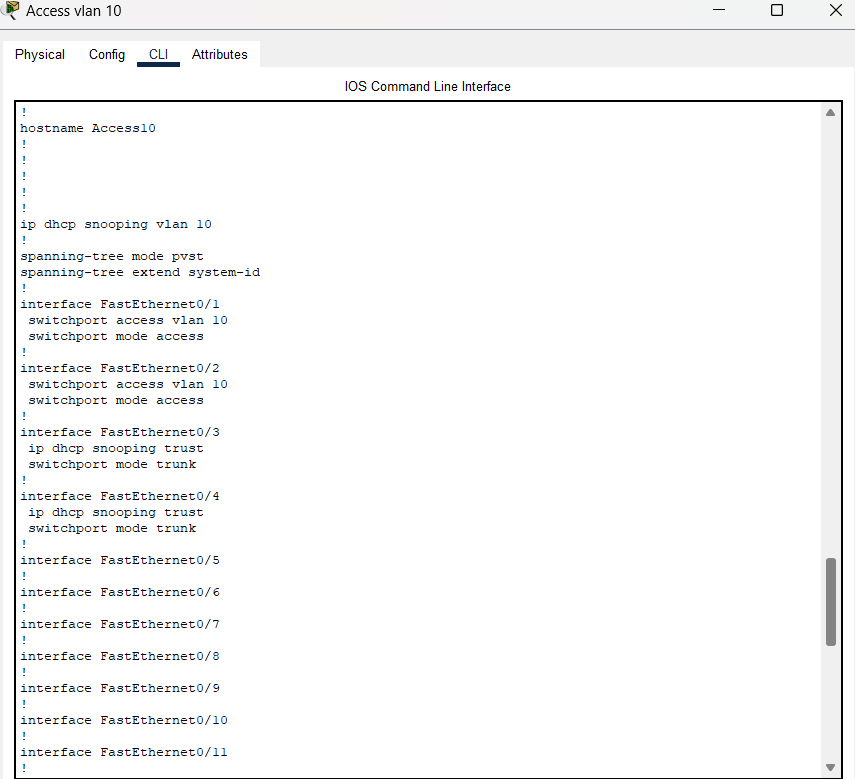 Access vlan 10
Physical Config CLI Attributes
IOS Command Line Interface
!
hostname Access10
!
!
!
!
!
ip dhcp snooping vlan 10
!
spanning-tree mode pvst
spanning-tree extend system-id
!
interface FastEthernet0/1
 switchport access vlan 10
 switchport mode access
!
interface FastEthernet0/2
 switchport access vlan 10
 switchport mode access
!
interface FastEthernet0/3
 ip dhcp snooping trust
 switchport mode trunk
!
interface FastEthernet0/4
 ip dhcp snooping trust
 switchport mode trunk
!
interface FastEthernet0/5
!
interface FastEthernet0/6
!
interface FastEthernet0/7
!
interface FastEthernet0/8
!
interface FastEthernet0/9
!
interface FastEthernet0/10
!
interface FastEthernet0/11
!